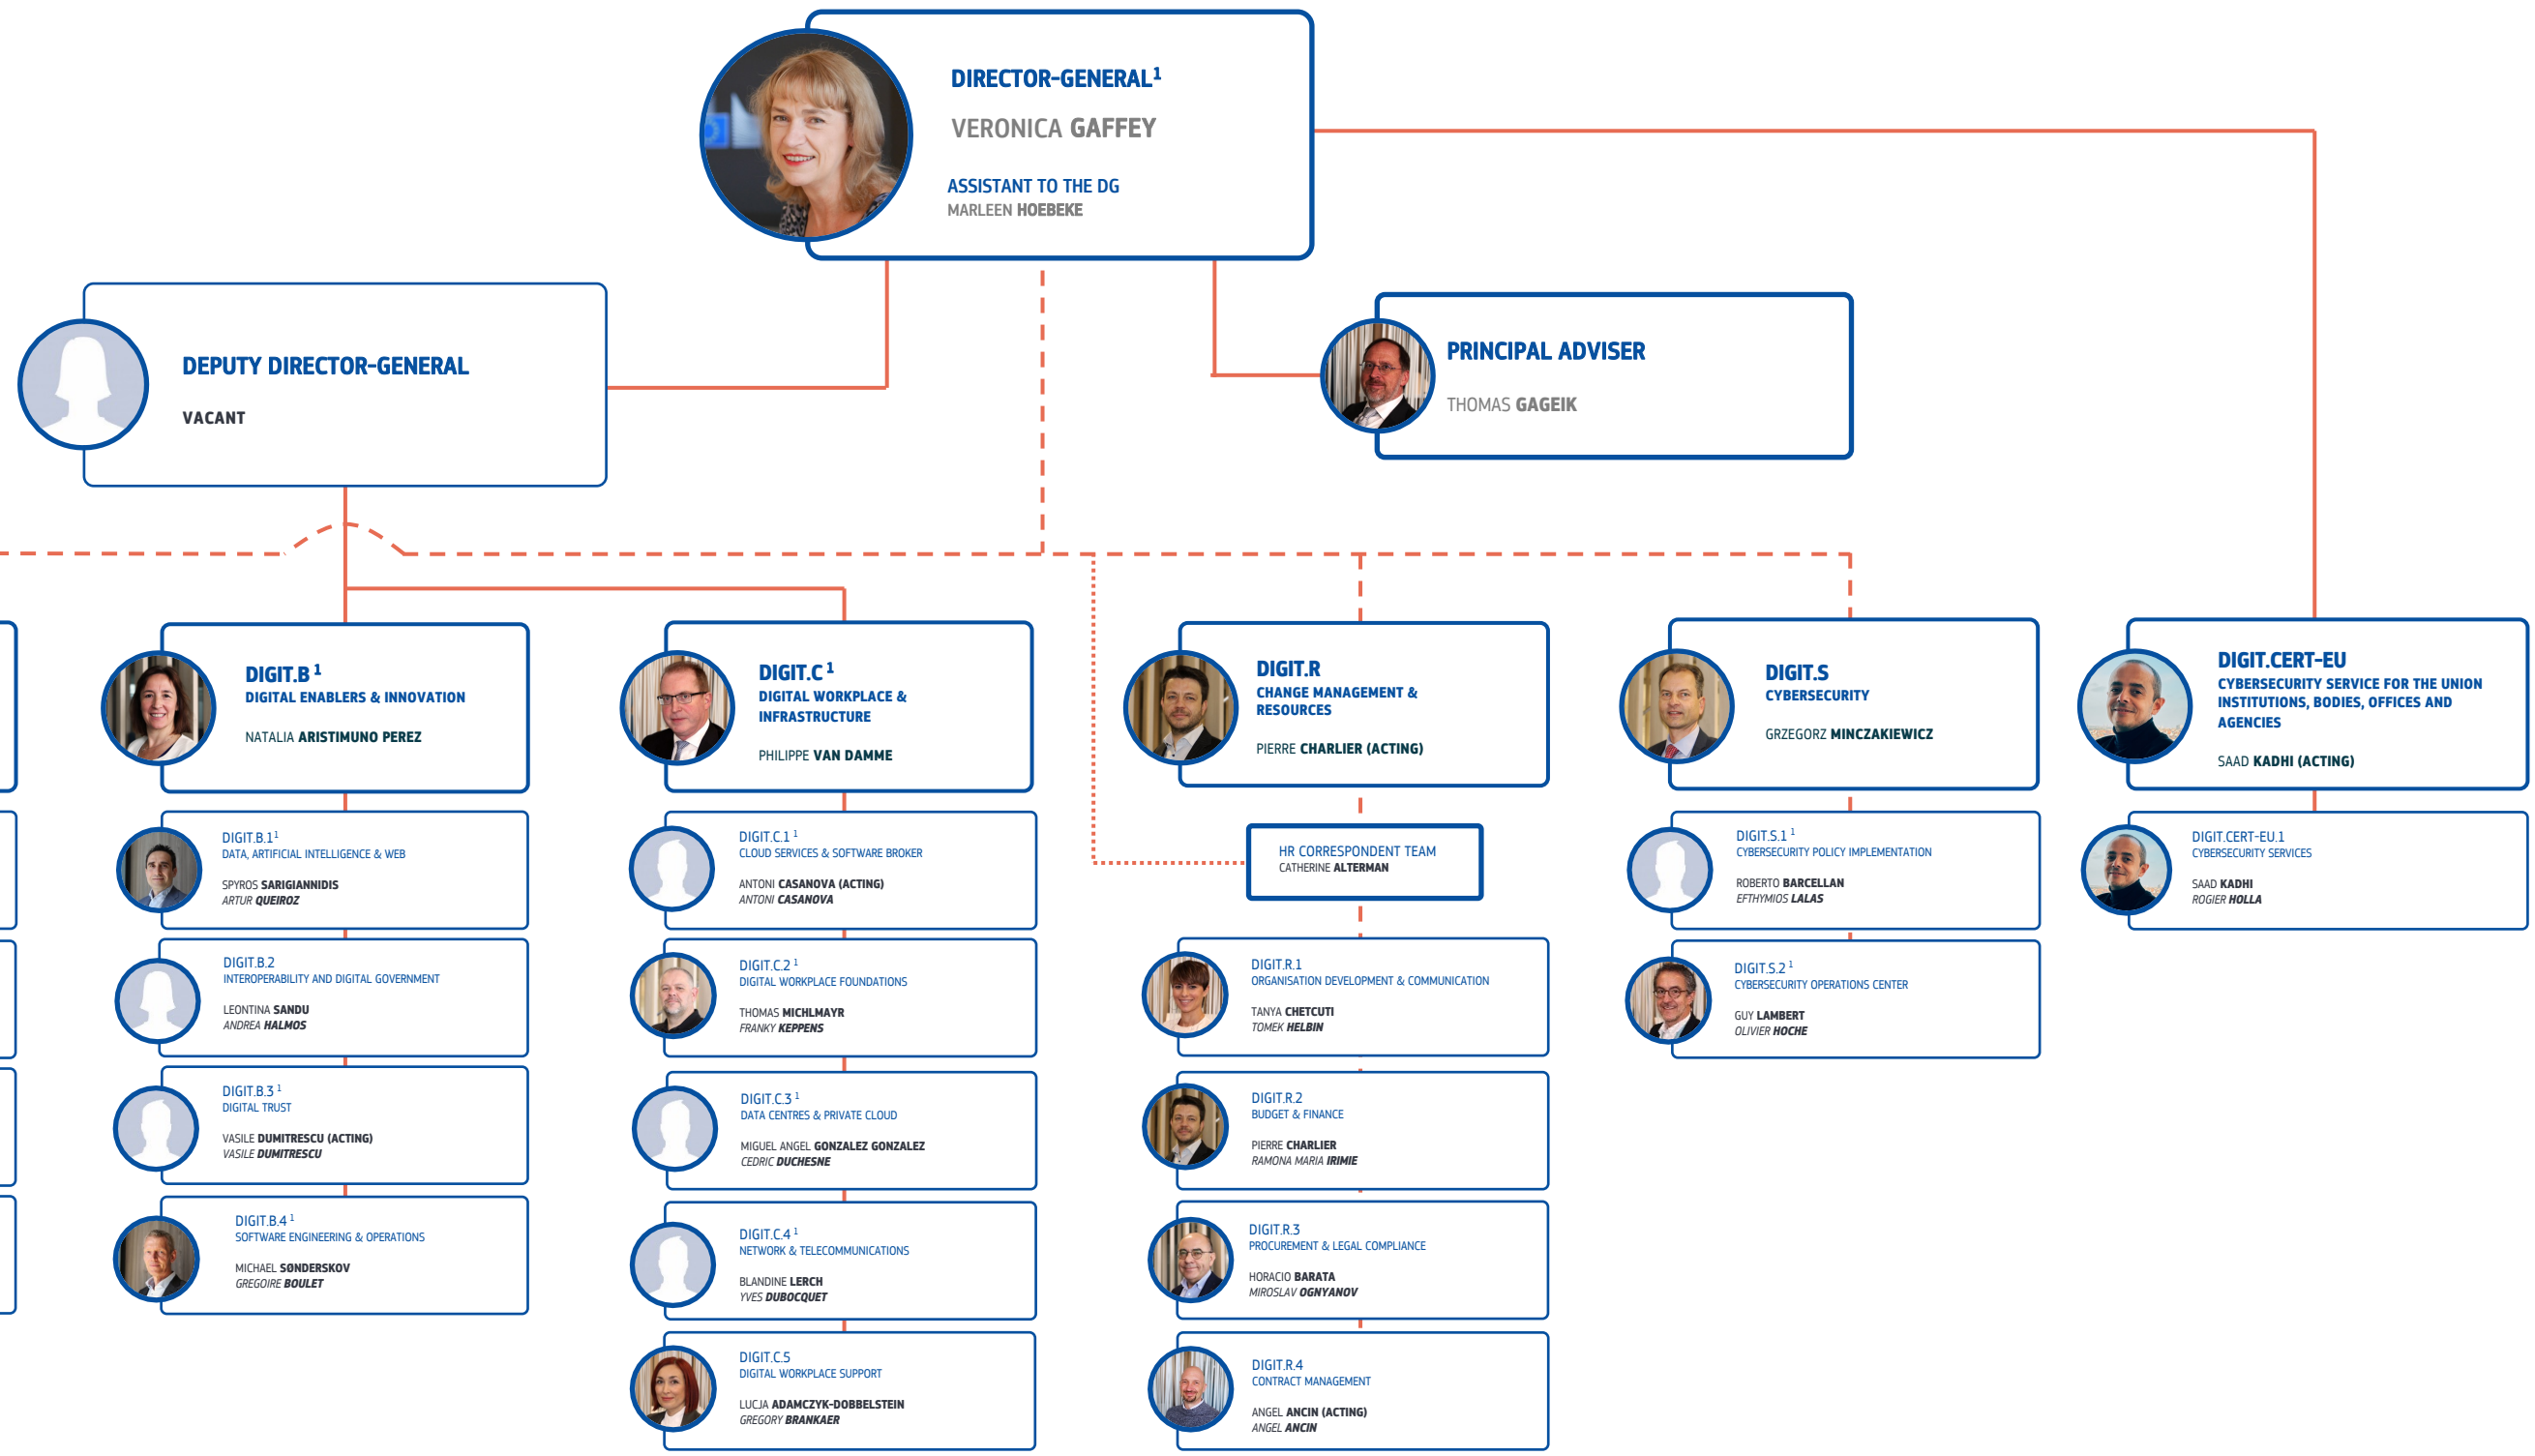 DIRECTOR-GENERAL¹
VERONICA GAFFEY
ASSISTANT TO THE DG
MARLEEN HOEBEKE
DEPUTY DIRECTOR-GENERAL
VACANT
PRINCIPAL ADVISER
THOMAS GAGEIK
DIGIT.B ¹
DIGITAL ENABLERS & INNOVATION
NATALIA ARISTIMUNO PEREZ
DIGIT.B.1¹
DATA, ARTIFICIAL INTELLIGENCE & WEB
SPYROS SARIGIANNIDIS
ARTUR QUEIROZ
DIGIT.B.2
INTEROPERABILITY AND DIGITAL GOVERNMENT
LEONTINA SANDU
ANDREA HALMOS
DIGIT.B.3 ¹
DIGITAL TRUST
VASILE DUMITRESCU (ACTING)
VASILE DUMITRESCU
DIGIT.B.4 ¹
SOFTWARE ENGINEERING & OPERATIONS
MICHAEL SØNDERSKOV
GREGOIRE BOULET
DIGIT.C ¹
DIGITAL WORKPLACE &
INFRASTRUCTURE
PHILIPPE VAN DAMME
DIGIT.C.1 ¹
CLOUD SERVICES & SOFTWARE BROKER
ANTONI CASANOVA (ACTING)
ANTONI CASANOVA
DIGIT.C.2 ¹
DIGITAL WORKPLACE FOUNDATIONS
THOMAS MICHLMAYR
FRANKY KEPPENS
DIGIT.C.3 ¹
DATA CENTRES & PRIVATE CLOUD
MIGUEL ANGEL GONZALEZ GONZALEZ
CEDRIC DUCHESNE
DIGIT.C.4 ¹
NETWORK & TELECOMMUNICATIONS
BLANDINE LERCH
YVES DUBOCQUET
DIGIT.C.5
DIGITAL WORKPLACE SUPPORT
LUCJA ADAMCZYK-DOBBELSTEIN
GREGORY BRANKAER
DIGIT.R
CHANGE MANAGEMENT &
RESOURCES
PIERRE CHARLIER (ACTING)
HR CORRESPONDENT TEAM
CATHERINE ALTERMAN
DIGIT.R.1
ORGANISATION DEVELOPMENT & COMMUNICATION
TANYA CHETCUTI
TOMEK HELBIN
DIGIT.R.2
BUDGET & FINANCE
PIERRE CHARLIER
RAMONA MARIA IRIMIE
DIGIT.R.3
PROCUREMENT & LEGAL COMPLIANCE
HORACIO BARATA
MIROSLAV OGNYANOV
DIGIT.R.4
CONTRACT MANAGEMENT
ANGEL ANCIN (ACTING)
ANGEL ANCIN
DIGIT.S
CYBERSECURITY
GRZEGORZ MINCZAKIEWICZ
DIGIT.S.1 ¹
CYBERSECURITY POLICY IMPLEMENTATION
ROBERTO BARCELLAN
EFTHYMIOS LALAS
DIGIT.S.2 ¹
CYBERSECURITY OPERATIONS CENTER
GUY LAMBERT
OLIVIER HOCHE
DIGIT.CERT-EU
CYBERSECURITY SERVICE FOR THE UNION
INSTITUTIONS, BODIES, OFFICES AND
AGENCIES
SAAD KADHI (ACTING)
DIGIT.CERT-EU.1
CYBERSECURITY SERVICES
SAAD KADHI
ROGIER HOLLA